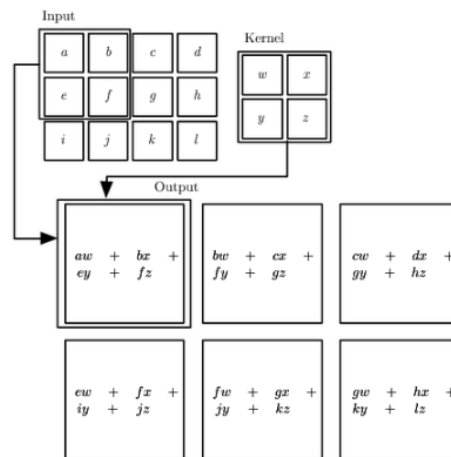 Input
a b c d
Kernel
w x
e f g h
y z
i j k l
Output
aw + bx + bw + cx + cw + dx +
ey + fz fy + gz gy + hz
ew + fx + fw + gx + gw + hx +
iy + jz jy + kz ky + lz